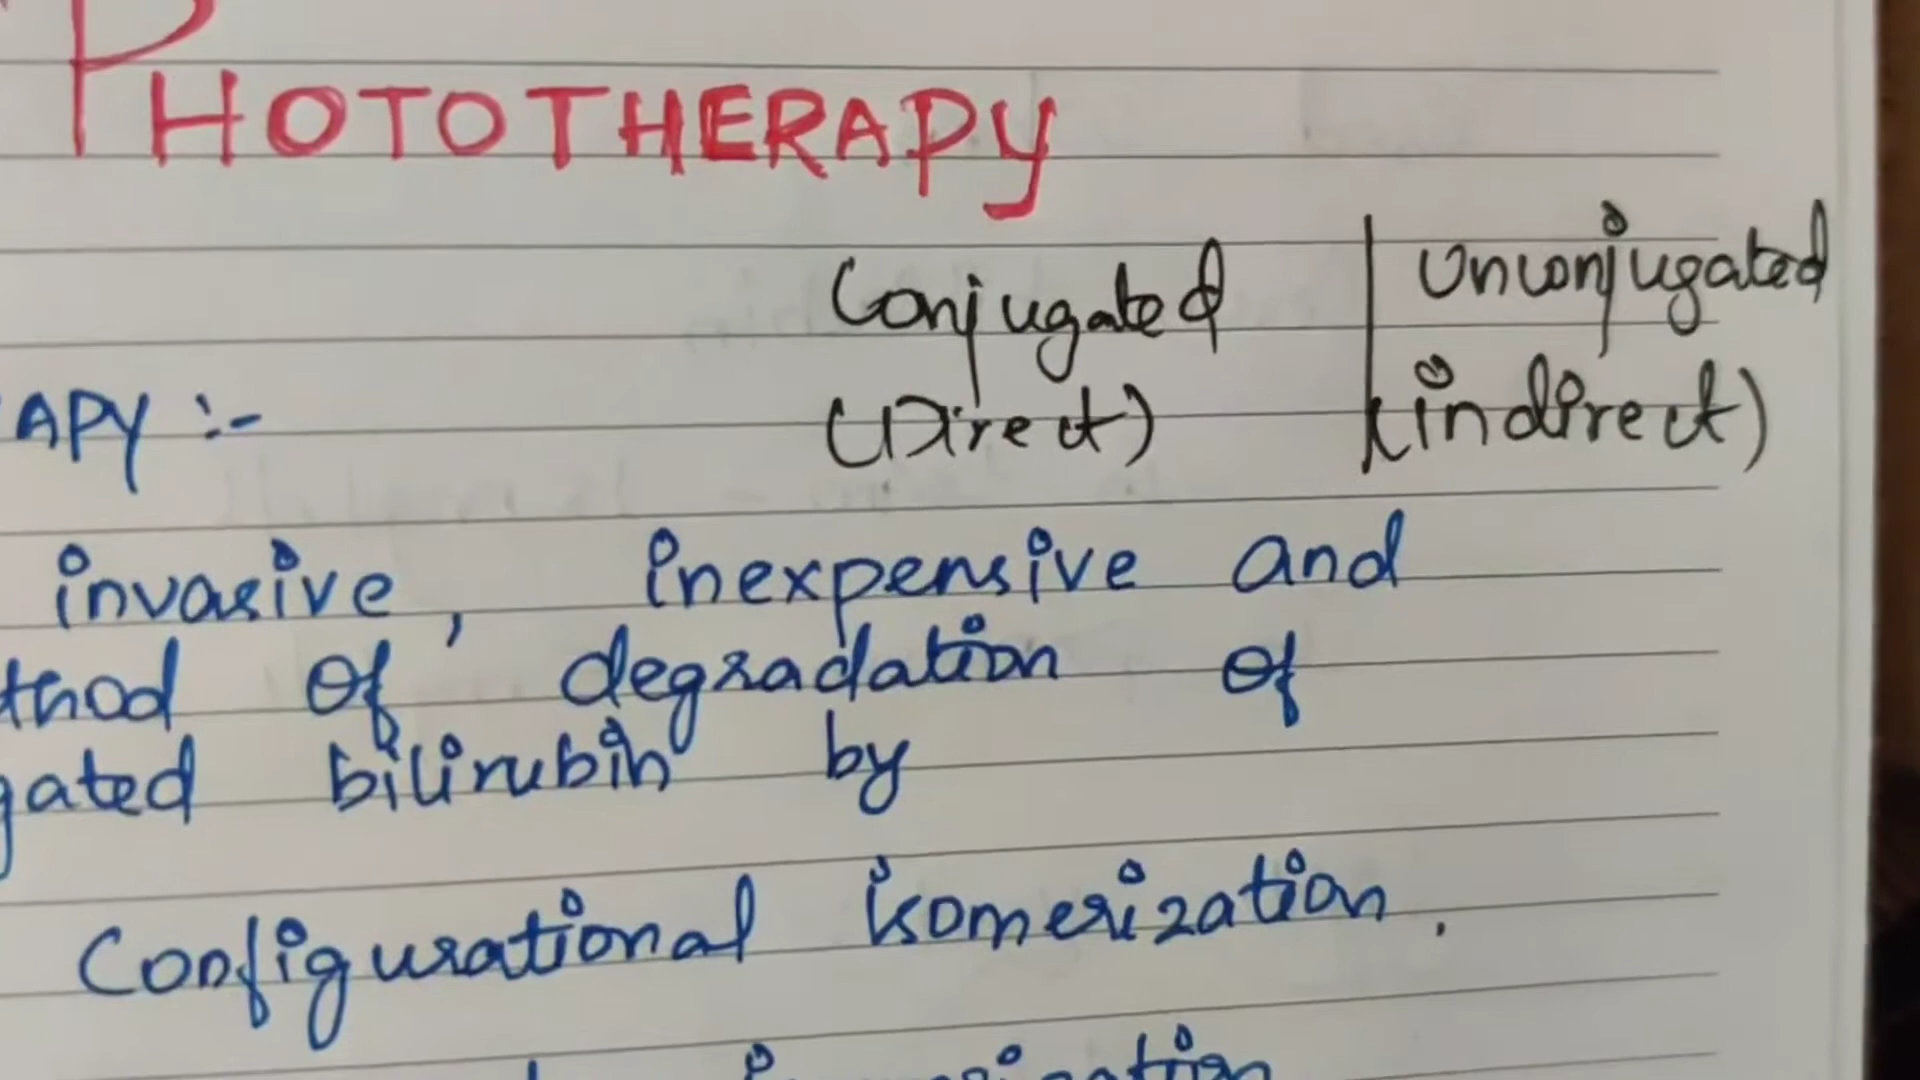 PHOTOTHERAPY
Conjugated | Unconjugated
(Direct) | (indirect)
APY :-
invasive, inexpensive and
thod of degradation of
gated bilirubin by
Configurational isomerization.